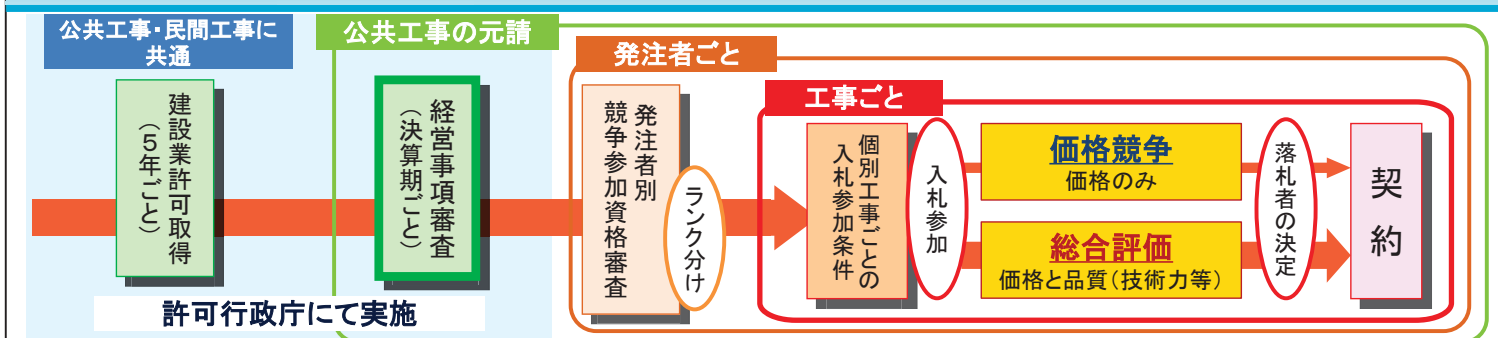 公共工事・民間工事に
共通
公共工事の元請
発注者ごと
工事ごと
建設業許可取得
（５年ごと）
経営事項審査
（決算期ごと）
発注者別
競争参加資格審査
ランク分け
個別工事ごとの
入札参加条件
入札参加
価格競争
価格のみ
総合評価
価格と品質（技術力等）
落札者の決定
契約
許可行政庁にて実施